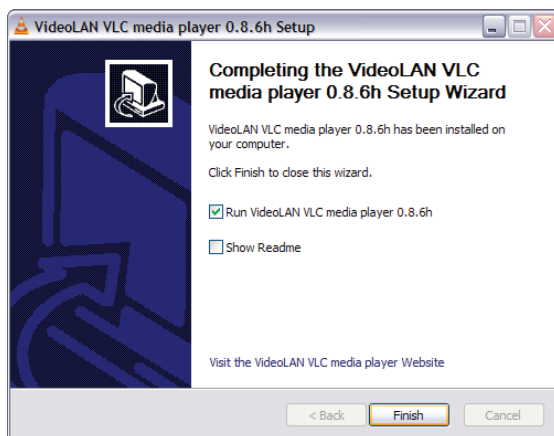 VideoLAN VLC media player 0.8.6h Setup
Completing the VideoLAN VLC
media player 0.8.6h Setup Wizard
VideoLAN VLC media player 0.8.6h has been installed on
your computer.
Click Finish to close this wizard.
Run VideoLAN VLC media player 0.8.6h
Show Readme
Visit the VideoLAN VLC media player Website
< Back
Finish
Cancel